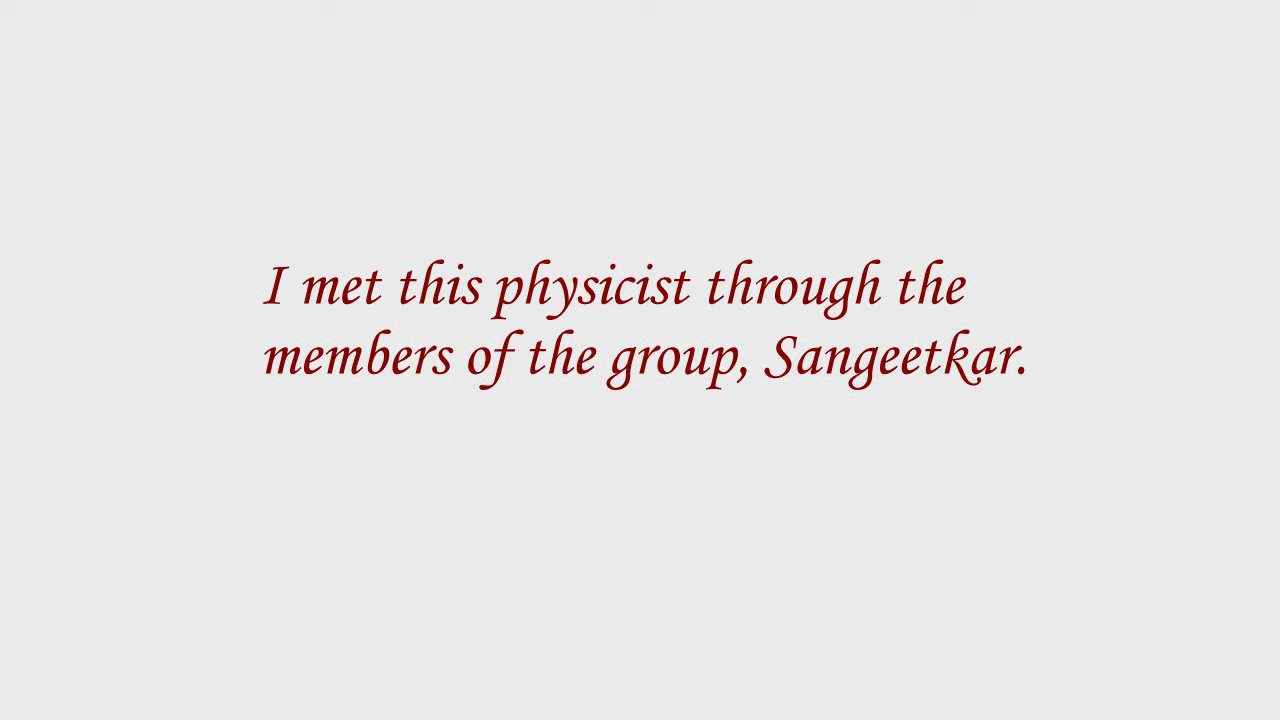 I met this physicist through the
members of the group, Sangeetkar.